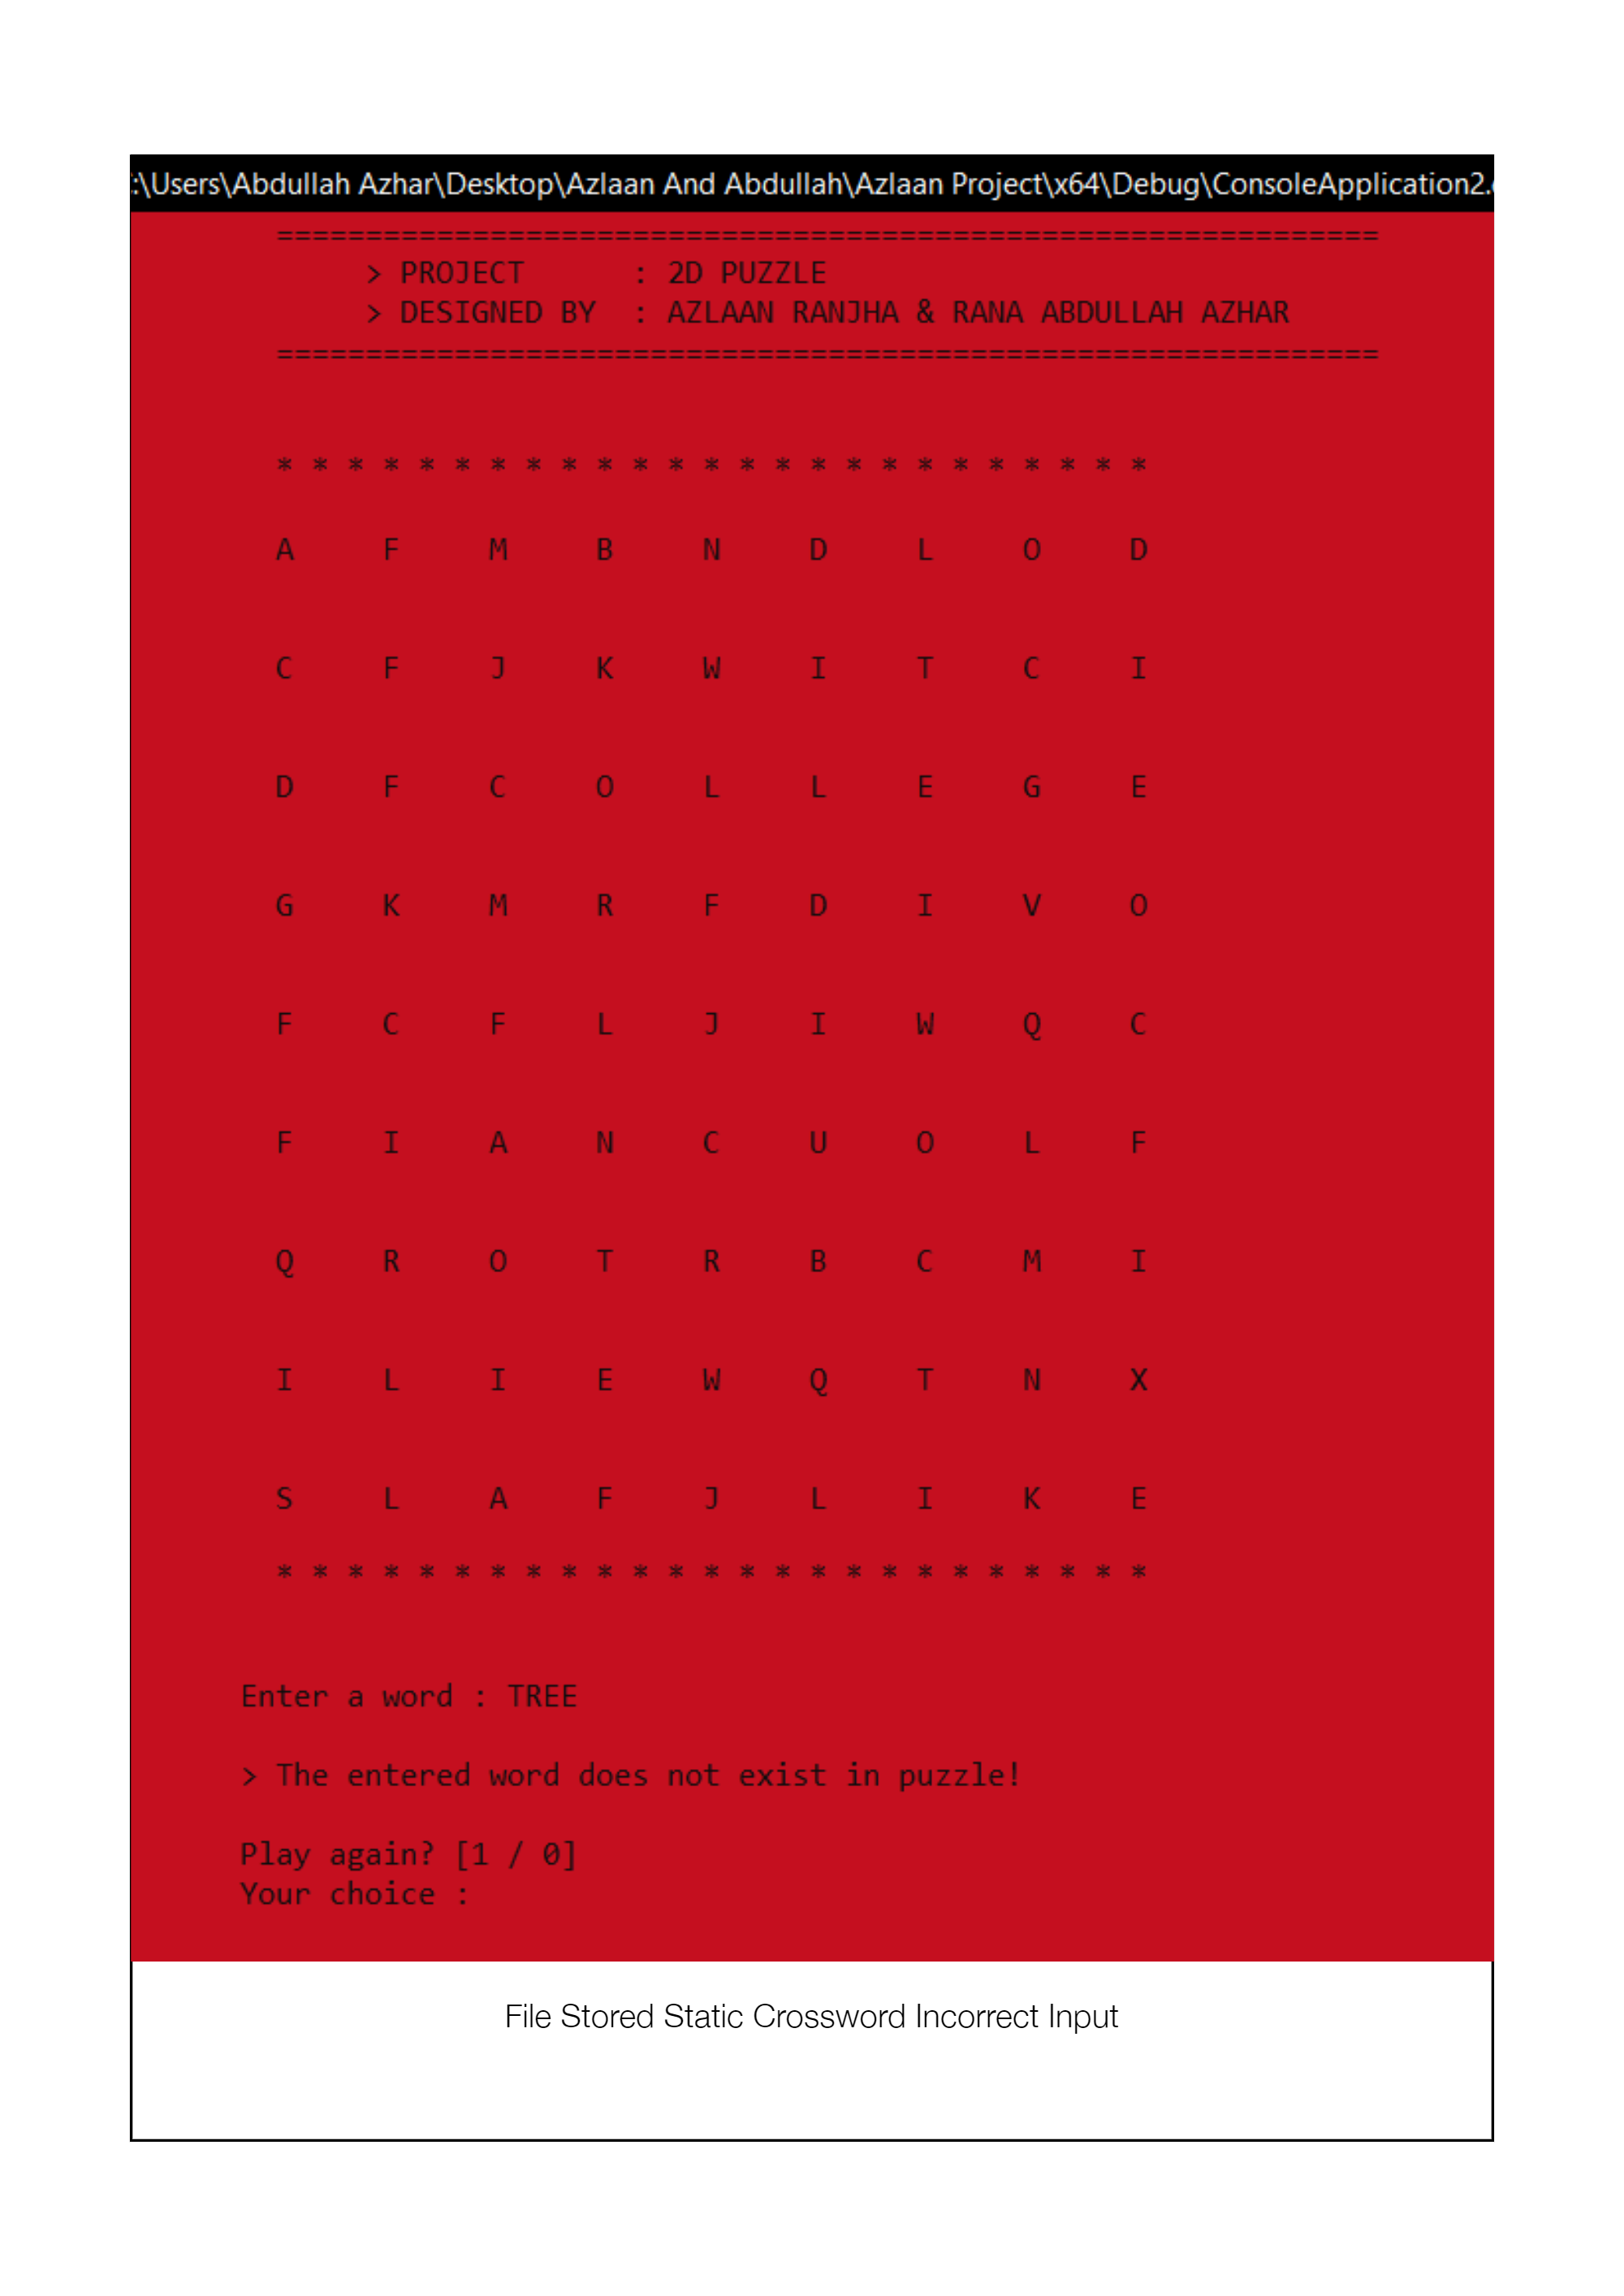 :\Users\Abdullah Azhar\Desktop\Azlaan And Abdullah\Azlaan Project\x64\Debug\ConsoleApplication2.
==============================================================
> PROJECT : 2D PUZZLE
> DESIGNED BY : AZLAAN RANJHA & RANA ABDULLAH AZHAR
==============================================================
* * * * * * * * * * * * * * * * * * * * * * * * *
A F M B N D L O D
C F J K W I T C I
D F C O L L E G E
G K M R F D I V O
F C F L J I W Q C
F I A N C U O L F
Q R O T R B C M I
I L I E W Q T N X
S L A F J L I K E
* * * * * * * * * * * * * * * * * * * * * * * * *
Enter a word : TREE
> The entered word does not exist in puzzle!
Play again? [1 / 0]
Your choice :
File Stored Static Crossword Incorrect Input